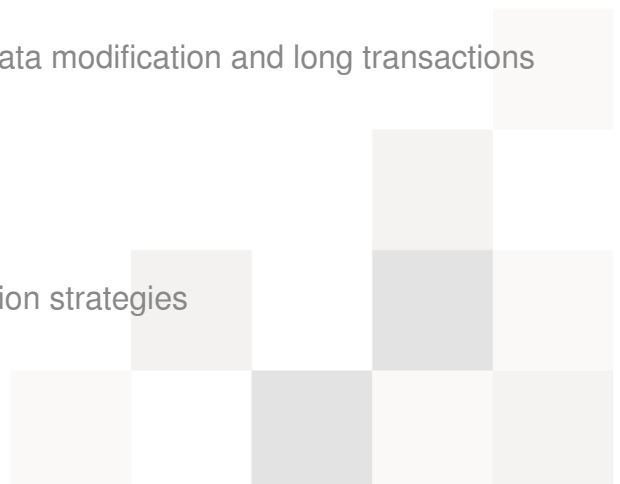 ata modification and long transactions
ion strategies